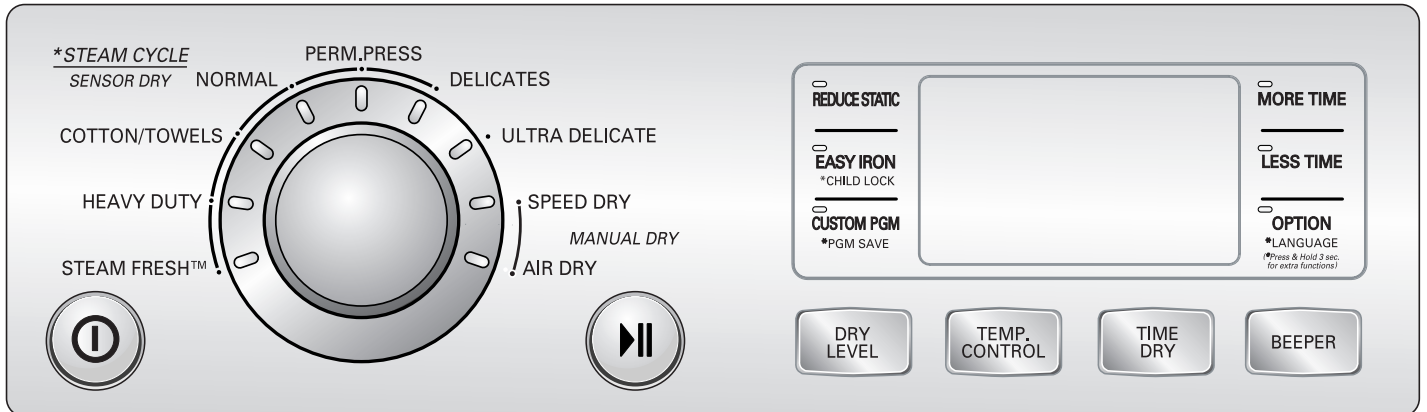 *STEAM CYCLE
SENSOR DRY
NORMAL
PERM.PRESS
DELICATES
COTTON/TOWELS
ULTRA DELICATE
HEAVY DUTY
SPEED DRY
MANUAL DRY
STEAM FRESH™
AIR DRY
REDUCE STATIC
EASY IRON
*CHILD LOCK
CUSTOM PGM
*PGM SAVE
MORE TIME
LESS TIME
OPTION
*LANGUAGE
(*Press & Hold 3 sec.
for extra functions)
DRY
LEVEL
TEMP.
CONTROL
TIME
DRY
BEEPER